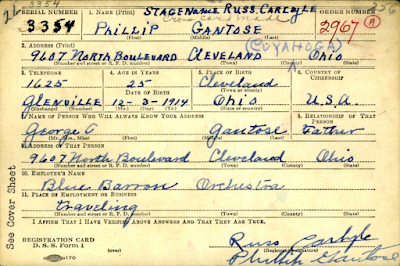 SERIAL NUMBER 1. NAME (Print) STAGE NAME RUSS CARLYLE ORDER NUMBER
Cross Card Made
3354 PHILLIP GANTOSE 2967 A
(First) (Middle) (Last)
2. ADDRESS (Print) (CUYAHOGA)
9607 NORTH BOULEVARD CLEVELAND OHIO
(Number and street or R. F. D. number) (Town) (County) (State)
3. TELEPHONE 4. AGE IN YEARS 5. PLACE OF BIRTH 6. COUNTRY OF CITIZENSHIP
1625 25 Cleveland
DATE OF BIRTH (Town or county)
GLENVILLE 12-3-1914 Ohio U.S.A.
(Exchange) (Number) (Mo.) (Day) (Yr.) (State or country)
7. NAME OF PERSON WHO WILL ALWAYS KNOW YOUR ADDRESS 8. RELATIONSHIP OF THAT PERSON
George A Gantose Father
(Mr., Mrs., Miss) (First) (Middle) (Last)
9. ADDRESS OF THAT PERSON
9607 North Boulevard Cleveland Ohio
(Number and street or R. F. D. number) (Town) (County) (State)
10. EMPLOYER'S NAME
Blue Barron Orchestra
11. PLACE OF EMPLOYMENT OR BUSINESS
Traveling
(Number and street or R. F. D. number) (Town) (County) (State)
I AFFIRM THAT I HAVE VERIFIED ABOVE ANSWERS AND THAT THEY ARE TRUE.
See Cover Sheet
REGISTRATION CARD
D. S. S. Form 1
Russ Carlyle
(Registrant's signature)
Phillip Gantose